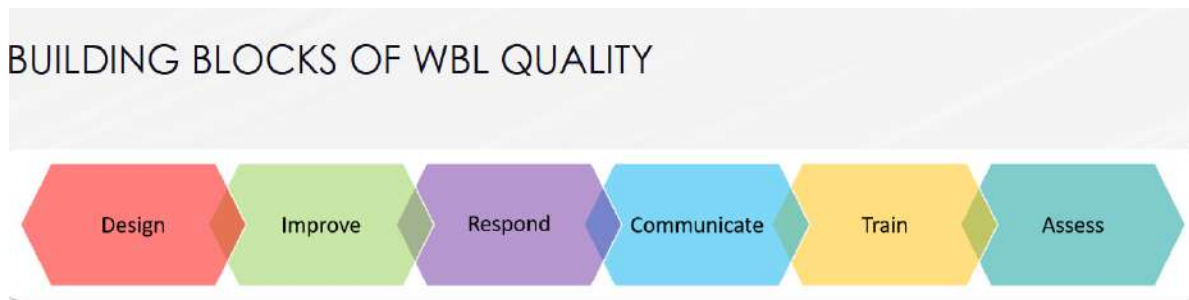 BUILDING BLOCKS OF WBL QUALITY
Design
Improve
Respond
Communicate
Train
Assess